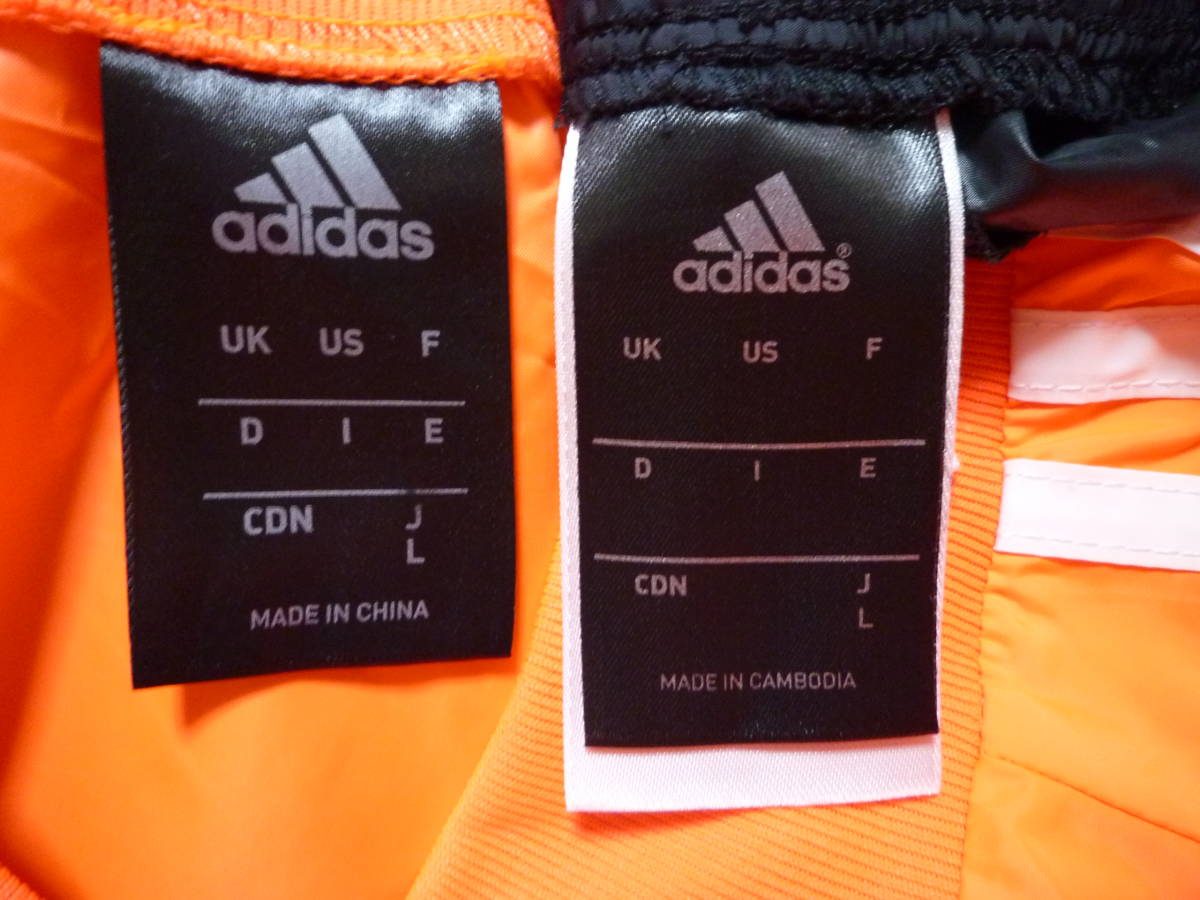 adidas
UK US F
D I E
CDN J
L
MADE IN CHINA
adidas®
UK US F
D I E
CDN J
L
MADE IN CAMBODIA